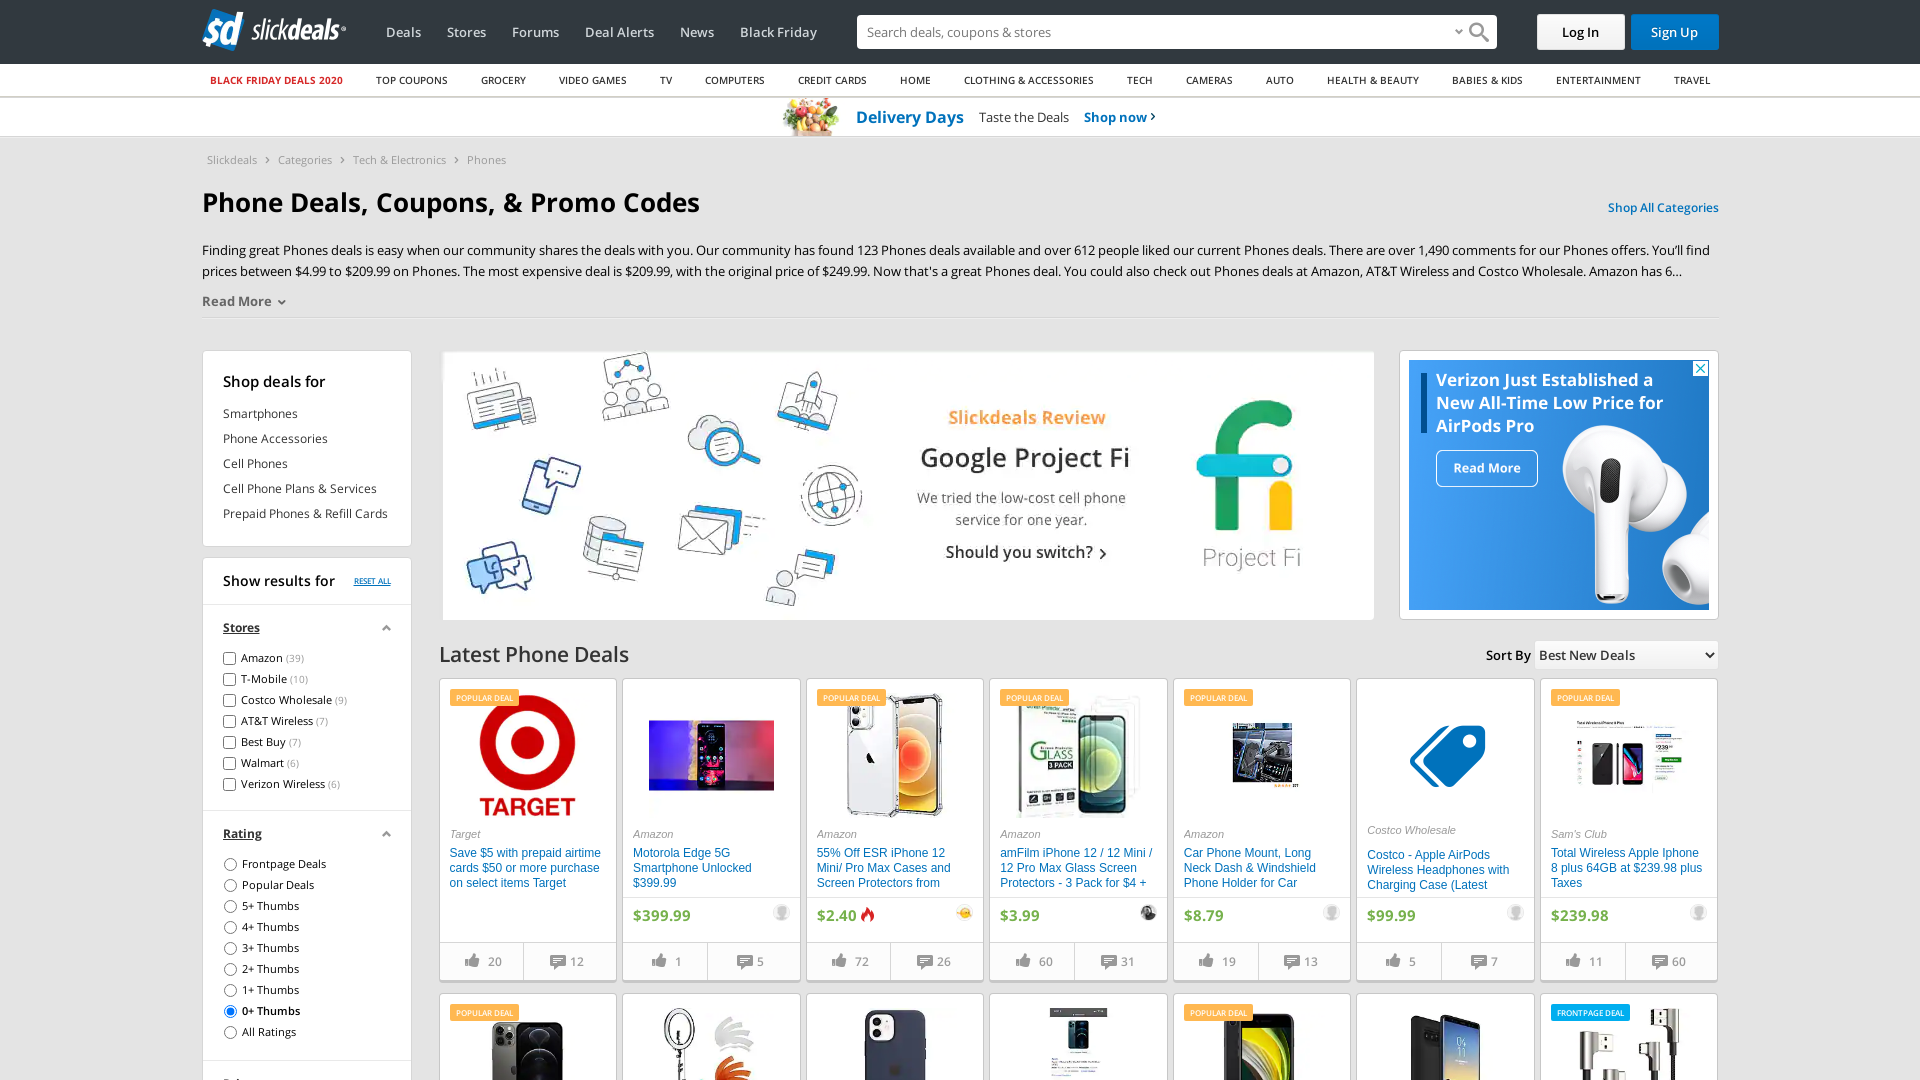 slickdeals
Deals
Stores
Forums
Deal Alerts
News
Black Friday
Search deals, coupons & stores
Log In
Sign Up
BLACK FRIDAY DEALS 2020
TOP COUPONS
GROCERY
VIDEO GAMES
TV
COMPUTERS
CREDIT CARDS
HOME
CLOTHING & ACCESSORIES
TECH
CAMERAS
AUTO
HEALTH & BEAUTY
BABIES & KIDS
ENTERTAINMENT
TRAVEL
Delivery Days Taste the Deals Shop now
Slickdeals > Categories > Tech & Electronics > Phones
Phone Deals, Coupons, & Promo Codes
Shop All Categories
Finding great Phones deals is easy when our community shares the deals with you. Our community has found 123 Phones deals available and over 612 people liked our current Phones deals. There are over 1,490 comments for our Phones offers. You'll find
prices between $4.99 to $209.99 on Phones. The most expensive deal is $209.99, with the original price of $249.99. Now that's a great Phones deal. You could also check out Phones deals at Amazon, AT&T Wireless and Costco Wholesale. Amazon has 6...
Read More
Shop deals for
Smartphones
Phone Accessories
Cell Phones
Cell Phone Plans & Services
Prepaid Phones & Refill Cards
Show results for
RESET ALL
Stores
Amazon (39)
T-Mobile (10)
Costco Wholesale (9)
AT&T Wireless (7)
Best Buy (7)
Walmart (6)
Verizon Wireless (6)
Rating
Frontpage Deals
Popular Deals
5+ Thumbs
4+ Thumbs
3+ Thumbs
2+ Thumbs
1+ Thumbs
0+ Thumbs
All Ratings
Slickdeals Review
Google Project Fi
We tried the low-cost cell phone
service for one year.
Should you switch?
Project Fi
Verizon Just Established a
New All-Time Low Price for
AirPods Pro
Read More
Latest Phone Deals
Sort By
Best New Deals
POPULAR DEAL
TARGET
Target
Save $5 with prepaid airtime
cards $50 or more purchase
on select items Target
20
12
Amazon
Motorola Edge 5G
Smartphone Unlocked
$399.99
$399.99
1
5
POPULAR DEAL
Amazon
55% Off ESR iPhone 12
Mini/ Pro Max Cases and
Screen Protectors from
$2.40
72
26
POPULAR DEAL
GLASS
3 PACK
Amazon
amFilm iPhone 12 / 12 Mini /
12 Pro Max Glass Screen
Protectors - 3 Pack for $4 +
$3.99
60
31
POPULAR DEAL
Amazon
Car Phone Mount, Long
Neck Dash & Windshield
Phone Holder for Car
$8.79
19
13
Costco Wholesale
Costco - Apple AirPods
Wireless Headphones with
Charging Case (Latest
$99.99
5
7
POPULAR DEAL
Sam's Club
Total Wireless Apple Iphone
8 plus 64GB at $239.98 plus
Taxes
$239.98
11
60
POPULAR DEAL
POPULAR DEAL
FRONTPAGE DEAL